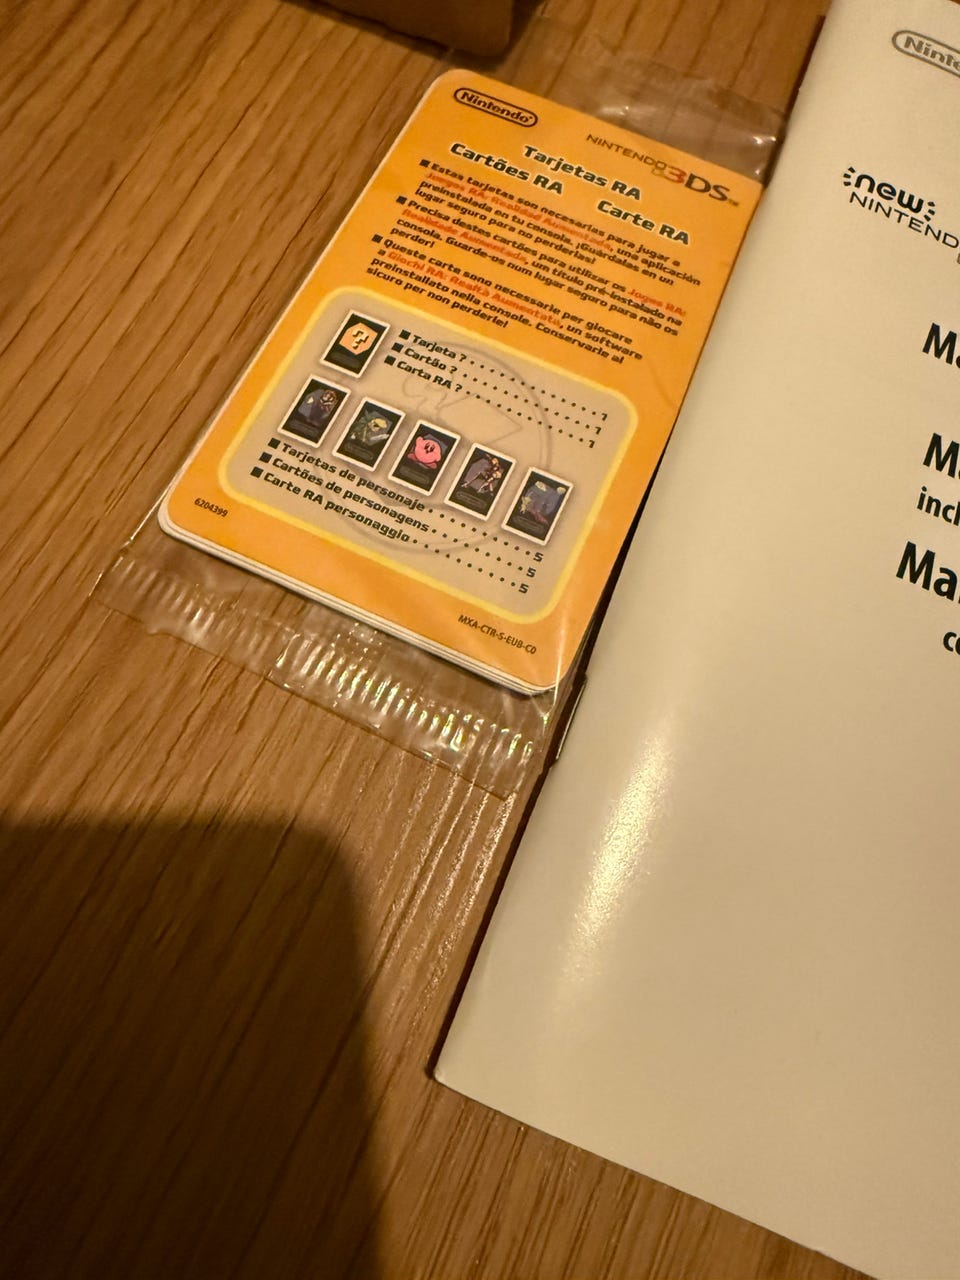 Nintendo
NINTENDO 3DS™
Tarjetas RA
Cartões RA
Carte RA
■ Estas tarjetas son necesarias para jugar a
Juegos RA: Realidad Aumentada, una aplicación
preinstalada en tu consola. ¡Guárdalas en un
lugar seguro para no perderlas!
■ Precisa destes cartões para utilizar os Jogos RA:
Realidade Aumentada, um título pré-instalado na
consola. Guarde-os num lugar seguro para não os
perder!
■ Queste carte sono necessarie per giocare
a Giochi RA: Realtà Aumentata, un software
preinstallato nella console. Conservarle al
sicuro per non perderle!
?
■ Tarjeta ? . . . . . . . . . . . . . 1
■ Cartão ? . . . . . . . . . . . . . 1
■ Carta RA ? . . . . . . . . . . . . . 1
■ Tarjetas de personaje . . . . . . . . 5
■ Cartões de personagens . . . . . . . 5
■ Carte RA personaggio . . . . . . . . 5
6204399
MXA-CTR-S-EUB-C0
new
NINTENDO